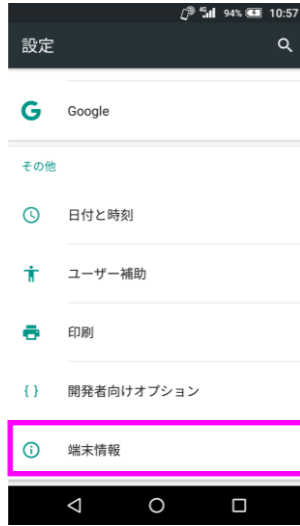 94% 10:57
設定
Google
その他
日付と時刻
ユーザー補助
印刷
{ } 開発者向けオプション
端末情報